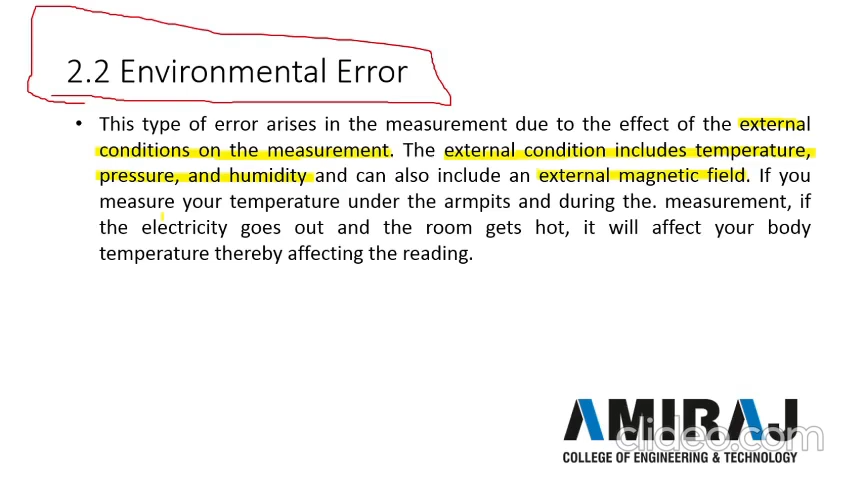 2.2 Environmental Error
• This type of error arises in the measurement due to the effect of the external
conditions on the measurement. The external condition includes temperature,
pressure, and humidity and can also include an external magnetic field. If you
measure your temperature under the armpits and during the. measurement, if
the electricity goes out and the room gets hot, it will affect your body
temperature thereby affecting the reading.
AMIRAJ
clideo.com
COLLEGE OF ENGINEERING & TECHNOLOGY